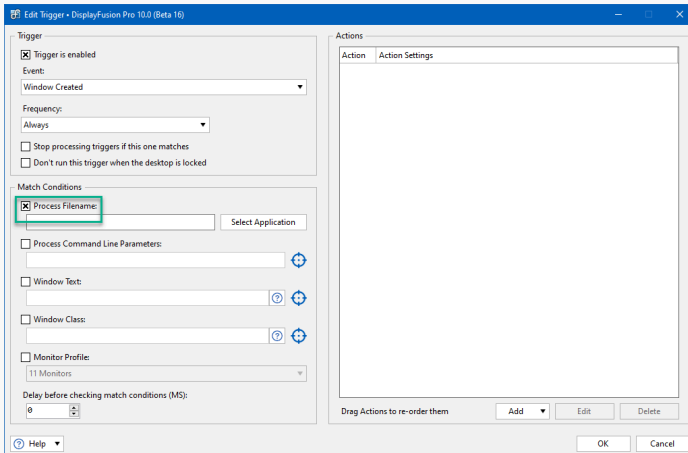 Edit Trigger • DisplayFusion Pro 10.0 (Beta 16)
Trigger
Trigger is enabled
Event:
Window Created
Frequency:
Always
Stop processing triggers if this one matches
Don't run this trigger when the desktop is locked
Match Conditions
Process Filename:
Select Application
Process Command Line Parameters:
Window Text:
Window Class:
Monitor Profile:
11 Monitors
Delay before checking match conditions (MS):
0
Help
Actions
Action Action Settings
Drag Actions to re-order them Add Edit Delete
OK Cancel